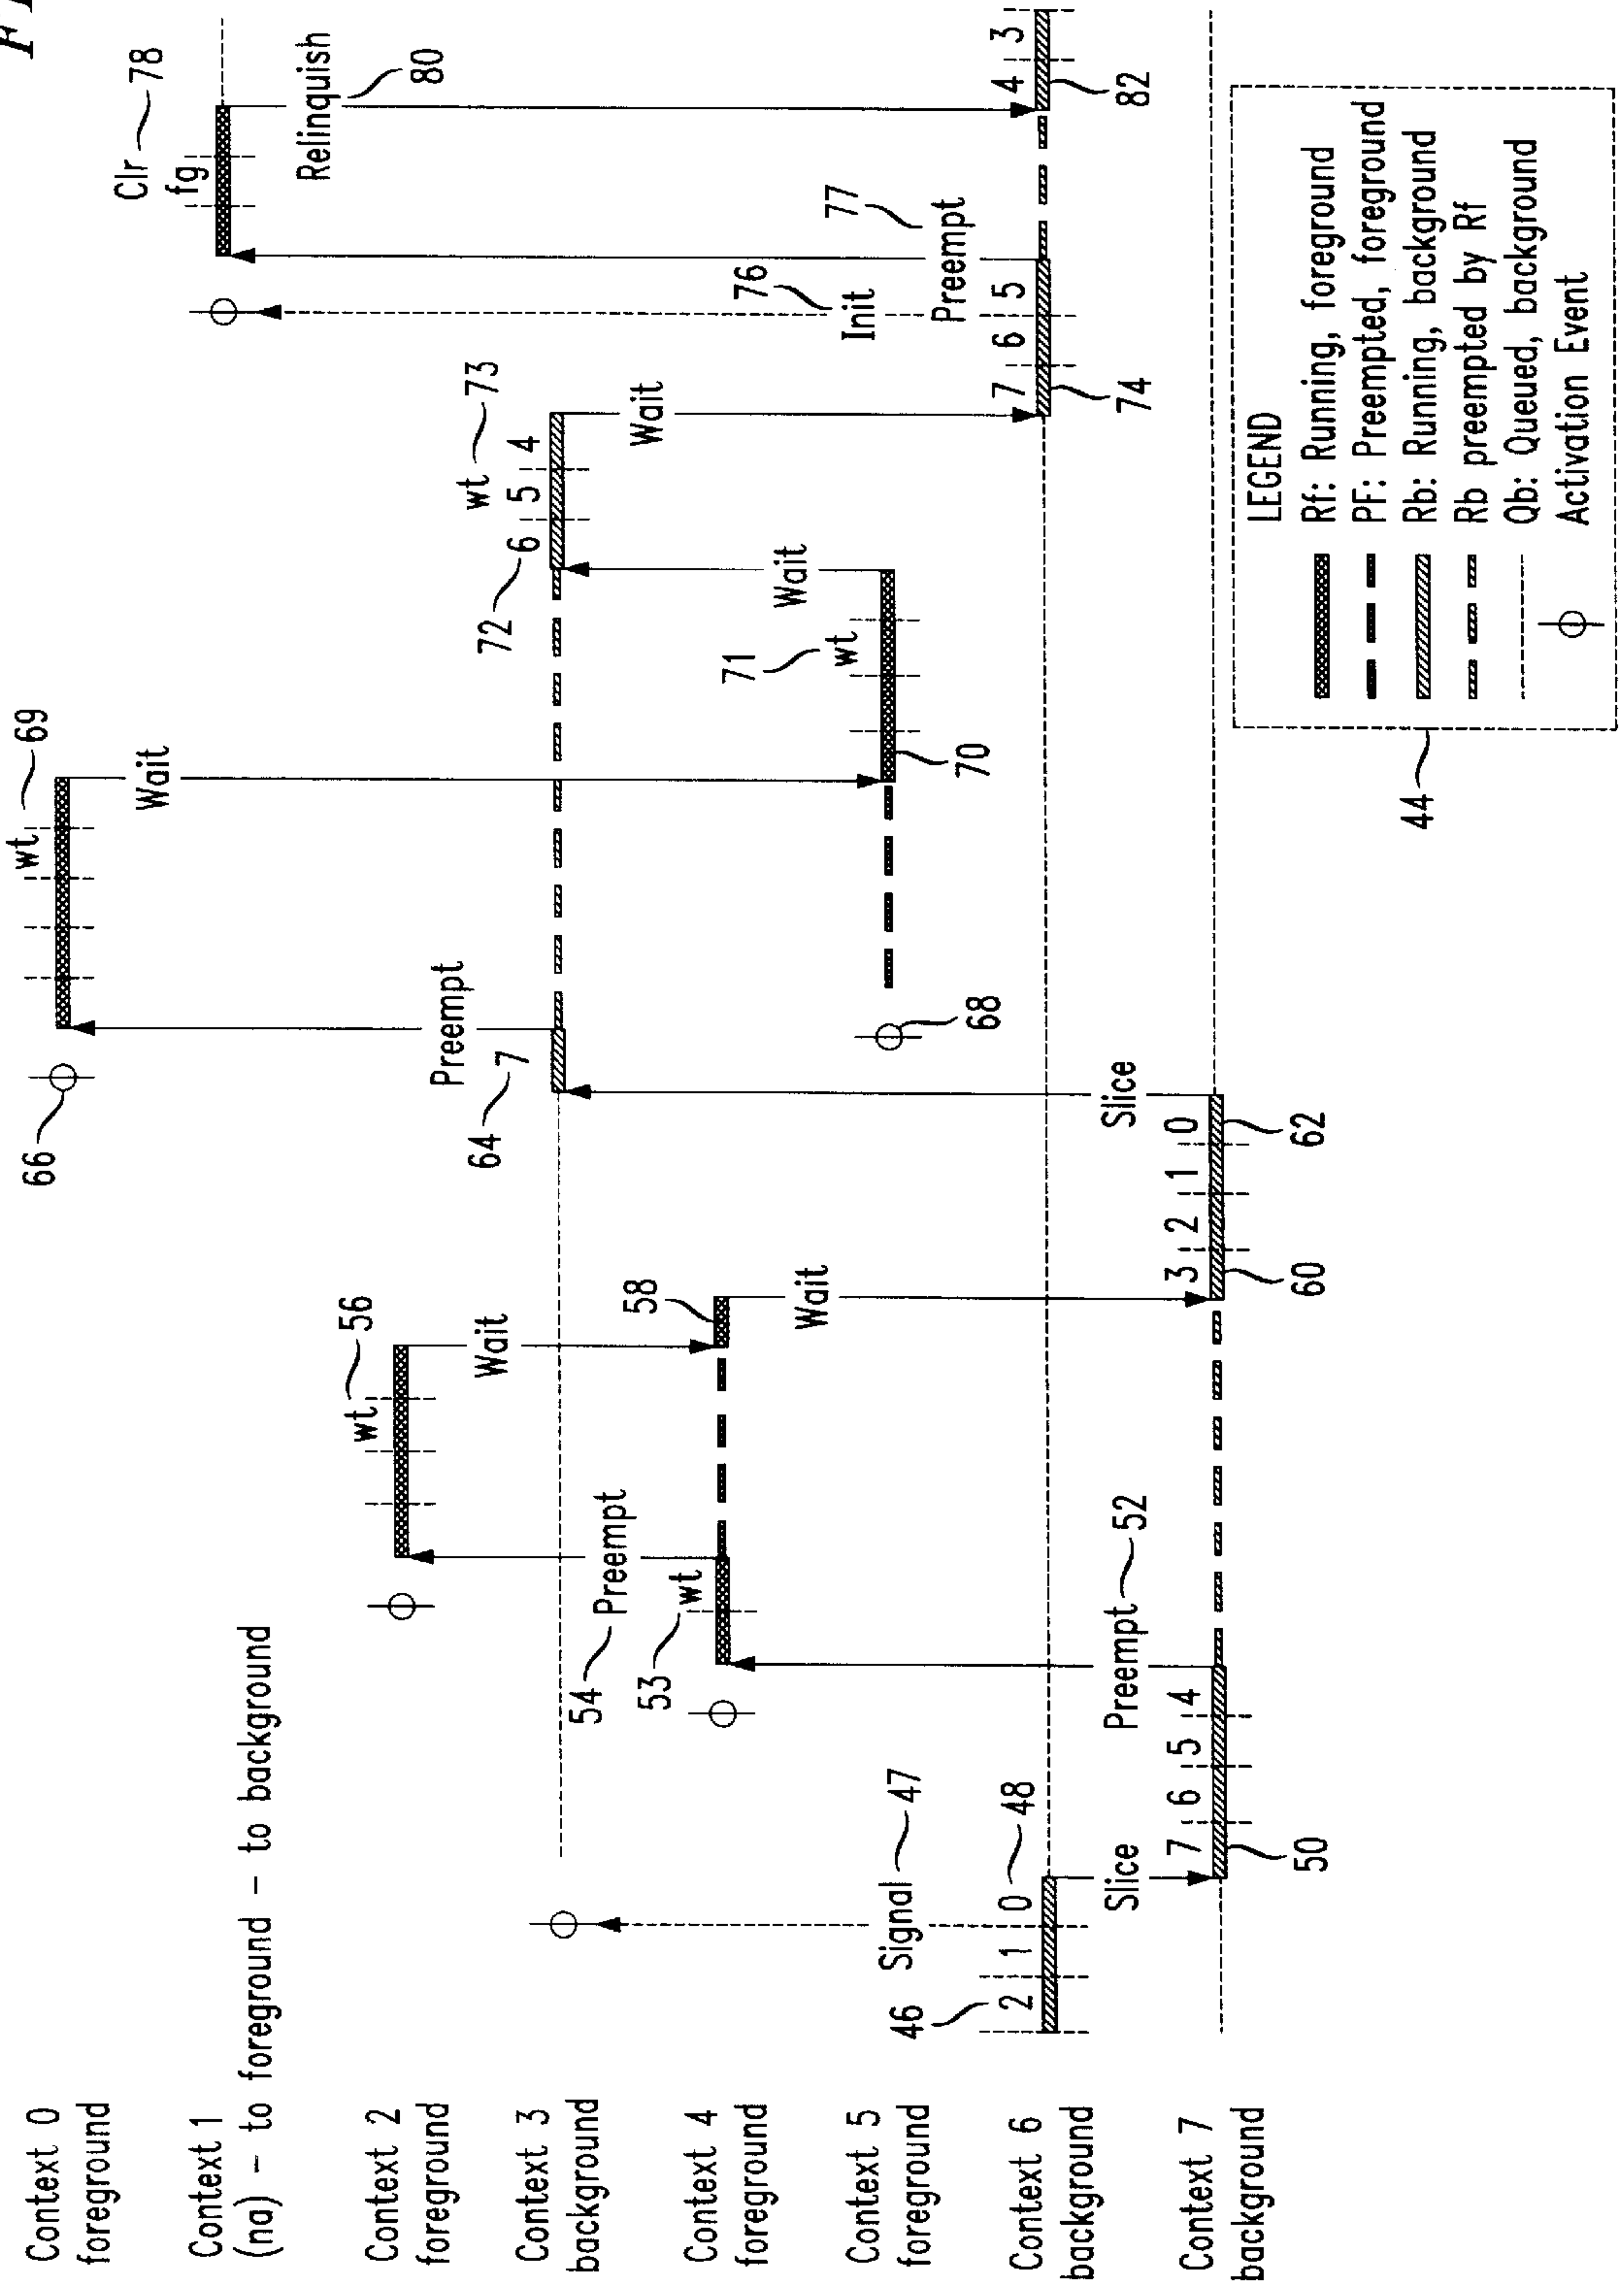 Context 0
foreground
Context 1
(na) – to foreground – to background
Context 2
foreground
Context 3
background
Context 4
foreground
Context 5
foreground
Context 6
background
Context 7
background
66
wt
69
Wait
Clr
78
fg
Relinquish
80
wt
56
Wait
Preempt
64
7
72
6
5
4
wt
73
Wait
54
Preempt
53
wt
58
Wait
68
70
71
wt
Wait
Init
76
Preempt
77
46
Signal
47
2
1
0
48
Slice
7
6
5
74
4
3
82
Preempt
52
7
6
5
4
50
3
2
1
0
60
62
Slice
44
LEGEND
Rf: Running, foreground
PF: Preempted, foreground
Rb: Running, background
Rb preempted by Rf
Qb: Queued, background
Activation Event